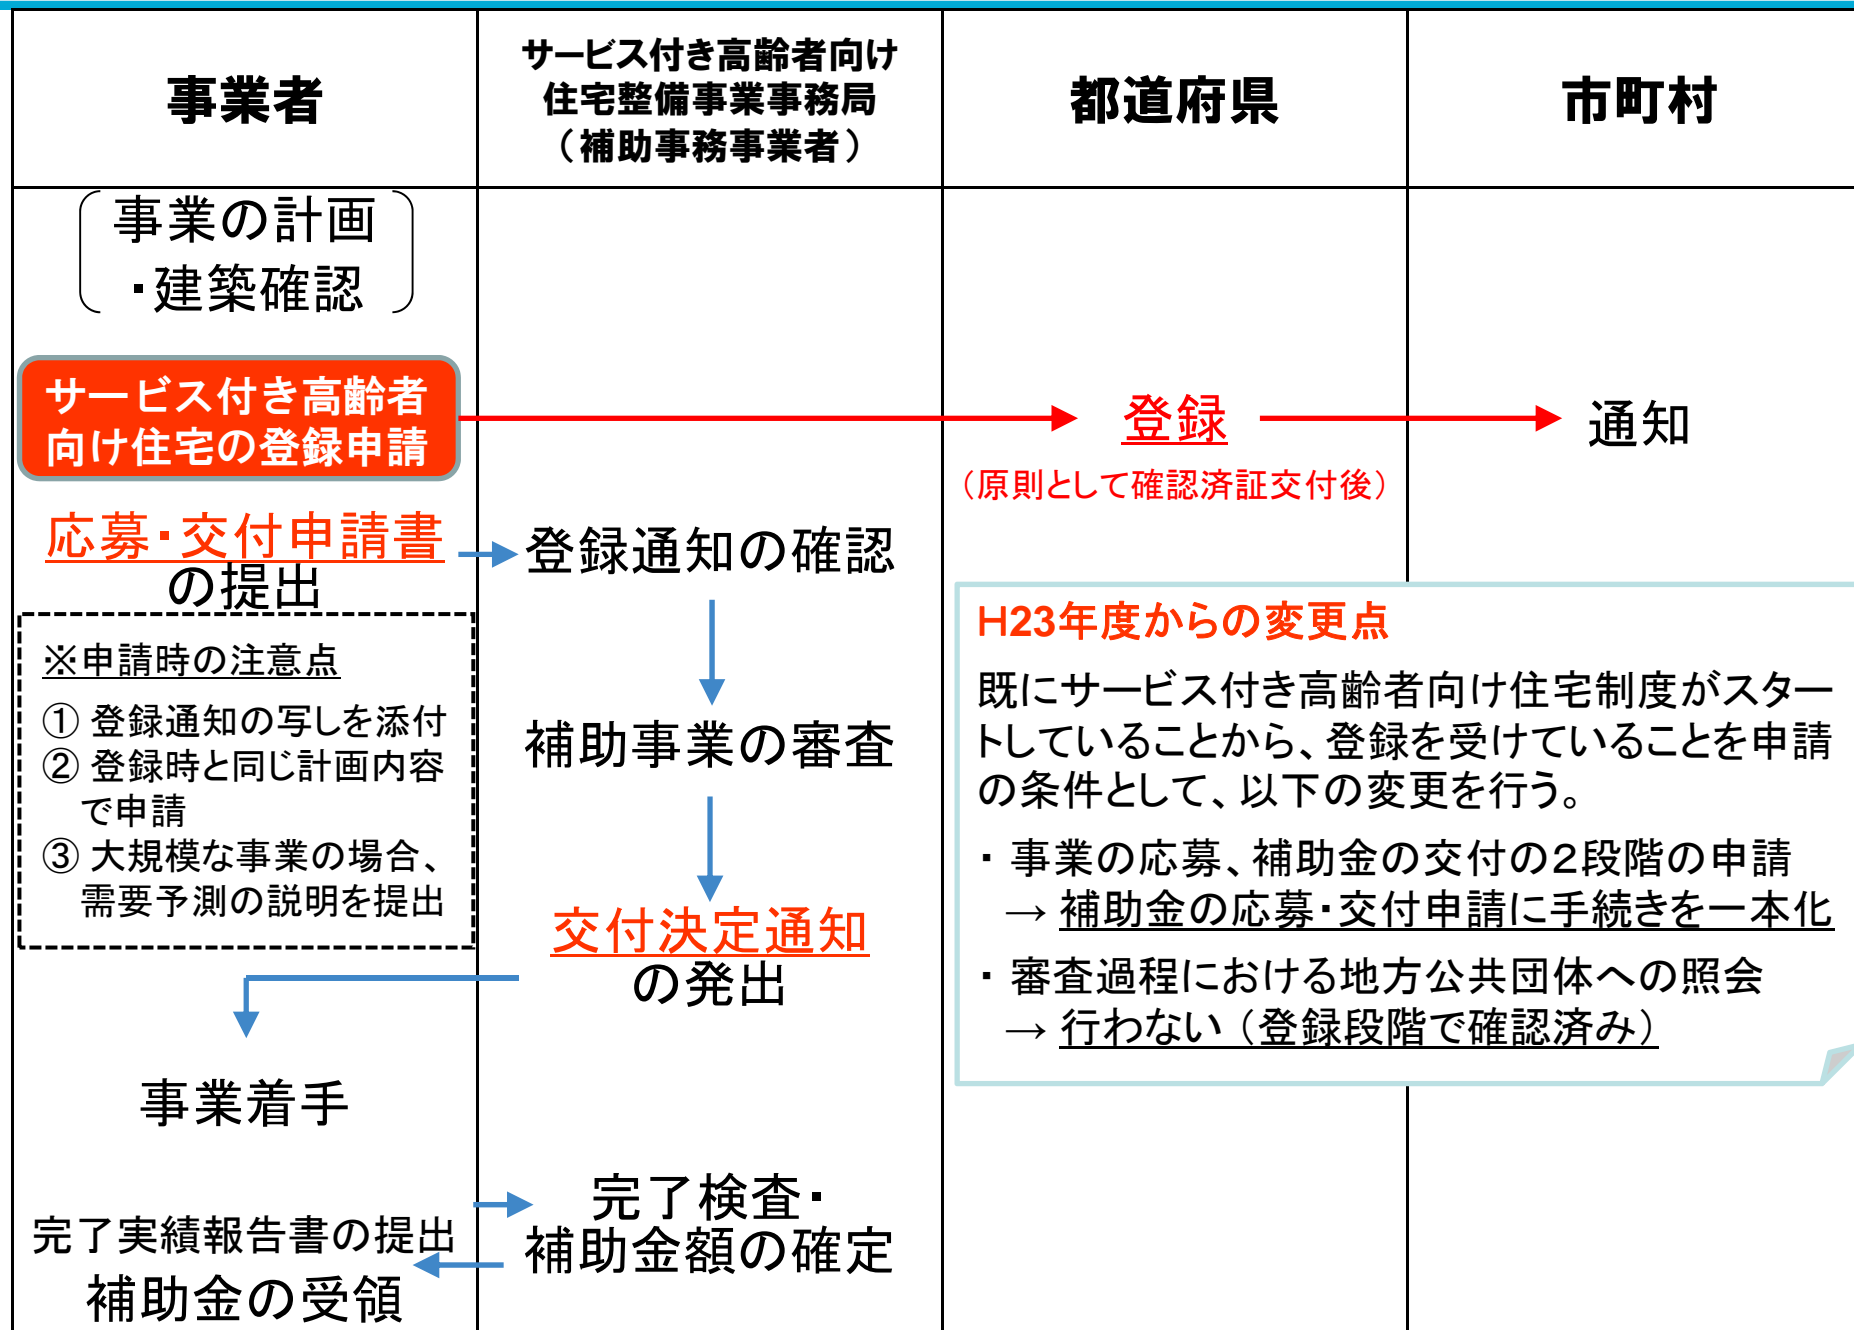 事業者
サービス付き高齢者向け
住宅整備事業事務局
（補助事務事業者）
都道府県
市町村
事業の計画
・建築確認
サービス付き高齢者
向け住宅の登録申請
登録
通知
（原則として確認済証交付後）
応募・交付申請書
の提出
登録通知の確認
※申請時の注意点
① 登録通知の写しを添付
② 登録時と同じ計画内容
で申請
③ 大規模な事業の場合、
需要予測の説明を提出
補助事業の審査
交付決定通知
の発出
H23年度からの変更点
既にサービス付き高齢者向け住宅制度がスター
トしていることから、登録を受けていることを申請
の条件として、以下の変更を行う。
・ 事業の応募、補助金の交付の２段階の申請
→ 補助金の応募・交付申請に手続きを一本化
・ 審査過程における地方公共団体への照会
→ 行わない（登録段階で確認済み）
事業着手
完了検査・
補助金額の確定
完了実績報告書の提出
補助金の受領